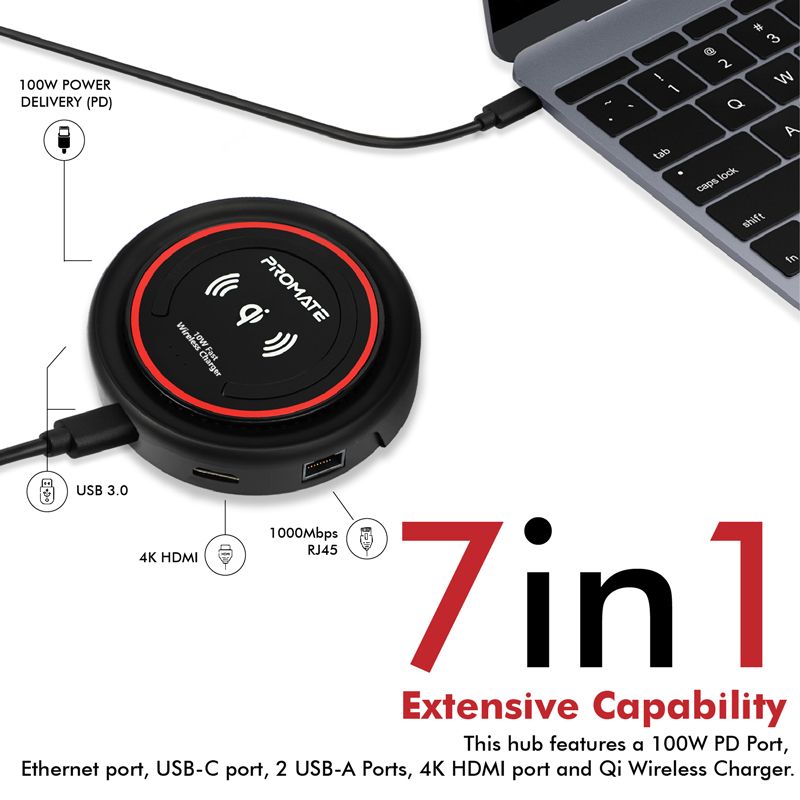 100W POWER
DELIVERY (PD)
PROMATE
Qi
10W Fast
Wireless Charger
~ `
! 1
@ 2
# 3
Q
W
A
tab
caps lock
shift
fn
Z
USB 3.0
4K HDMI
1000Mbps
RJ45
7in1
Extensive Capability
This hub features a 100W PD Port,
Ethernet port, USB-C port, 2 USB-A Ports, 4K HDMI port and Qi Wireless Charger.